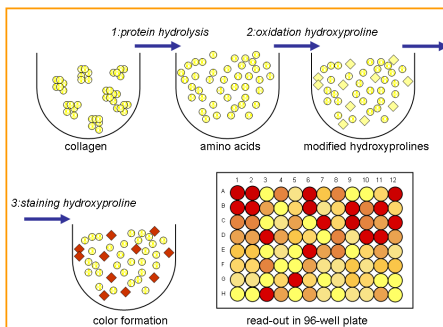 1:protein hydrolysis
2:oxidation hydroxyproline
collagen
amino acids
modified hydroxyprolines
3:staining hydroxyproline
color formation
1 2 3 4 5 6 7 8 9 10 11 12
A
B
C
D
E
F
G
H
read-out in 96-well plate